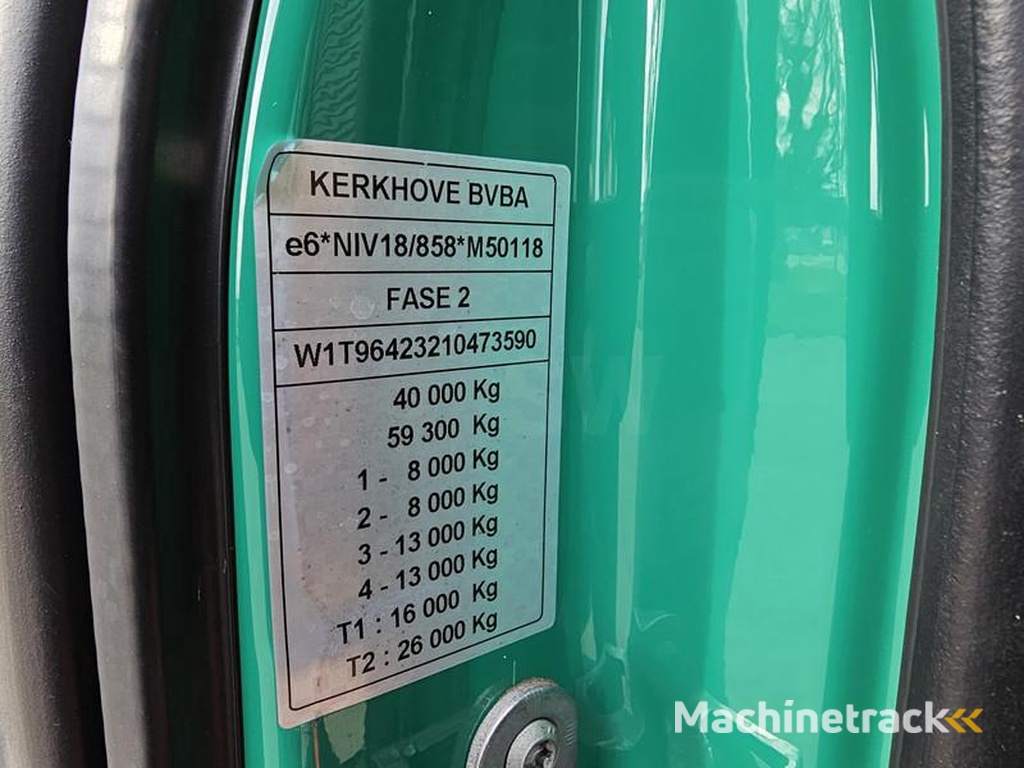 KERKHOVE BVBA
e6*NIV18/858*M50118
FASE 2
W1T96423210473590
40 000 Kg
59 300 Kg
1 - 8 000 Kg
2 - 8 000 Kg
3 - 13 000 Kg
4 - 13 000 Kg
T1 : 16 000 Kg
T2 : 26 000 Kg
Machinetrack